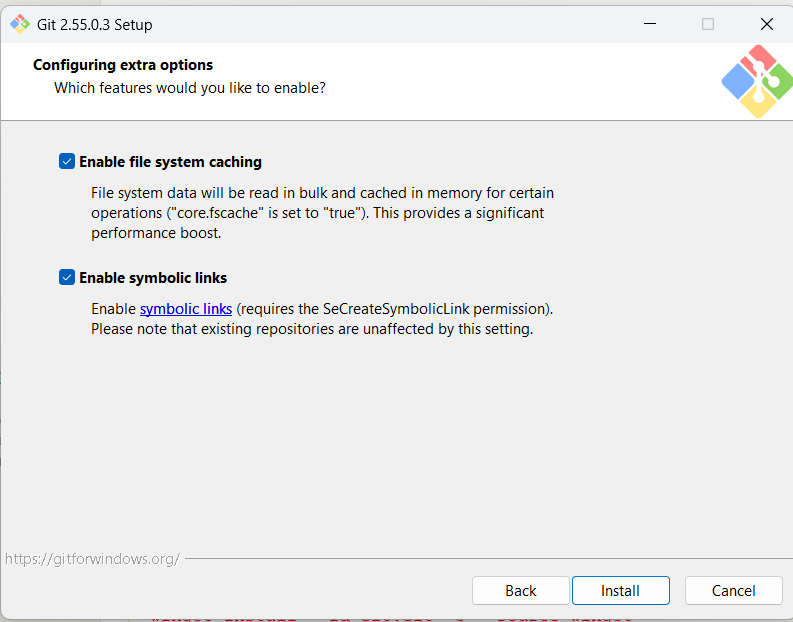 Git 2.55.0.3 Setup
Configuring extra options
Which features would you like to enable?
Enable file system caching
File system data will be read in bulk and cached in memory for certain
operations ("core.fscache" is set to "true"). This provides a significant
performance boost.
Enable symbolic links
Enable symbolic links (requires the SeCreateSymbolicLink permission).
Please note that existing repositories are unaffected by this setting.
https://gitforwindows.org/
Back
Install
Cancel